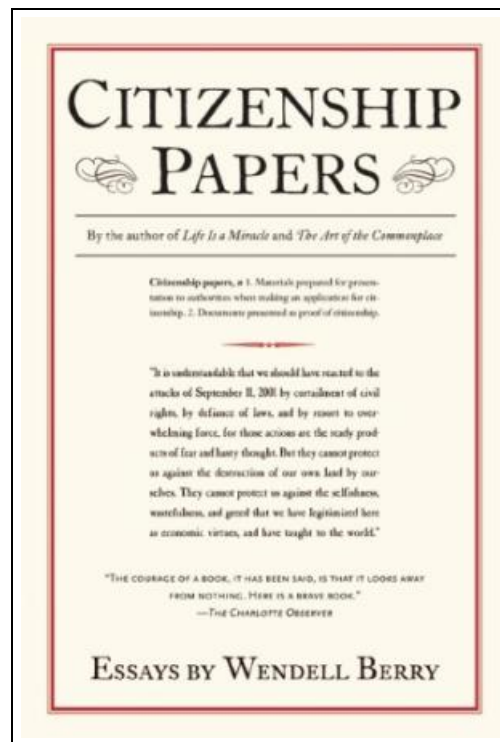 CITIZENSHIP
PAPERS
By the author of Life Is a Miracle and The Art of the Commonplace
Citizenship papers, n 1. Materials prepared for presen-
tation to authorities when making an application for cit-
izenship. 2. Documents presented as proof of citizenship.
"It is understandable that we should have reacted to the
attacks of September 11, 2001 by curtailment of civil
rights, by defiance of laws, and by resort to over-
whelming force, for those actions are the ready prod-
ucts of fear and hasty thought. But they cannot protect
us against the destruction of our own land by our-
selves. They cannot protect us against the selfishness,
wastefulness, and greed that we have legitimized here
as economic virtues, and have taught to the world."
"THE COURAGE OF A BOOK, IT HAS BEEN SAID, IS THAT IT LOOKS AWAY
FROM NOTHING. HERE IS A BRAVE BOOK."
—THE CHARLOTTE OBSERVER
ESSAYS BY WENDELL BERRY